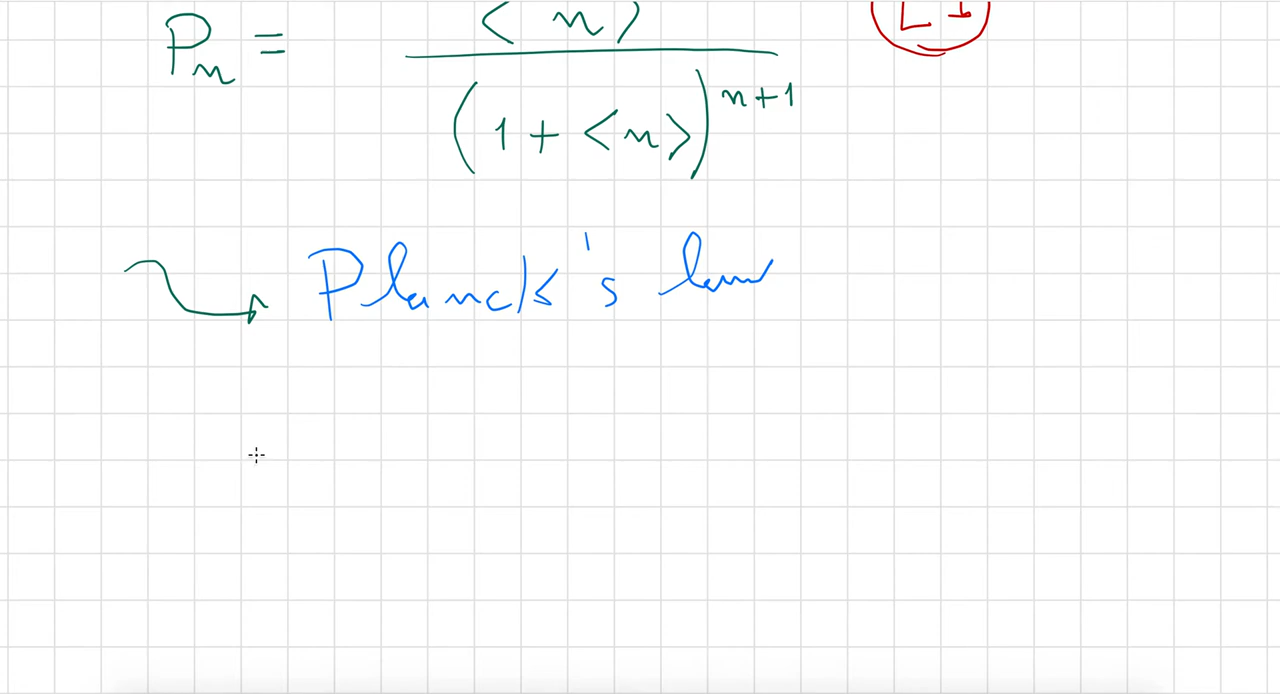 Pn = <n> / (1 + <n>)^n+1
Planck's law